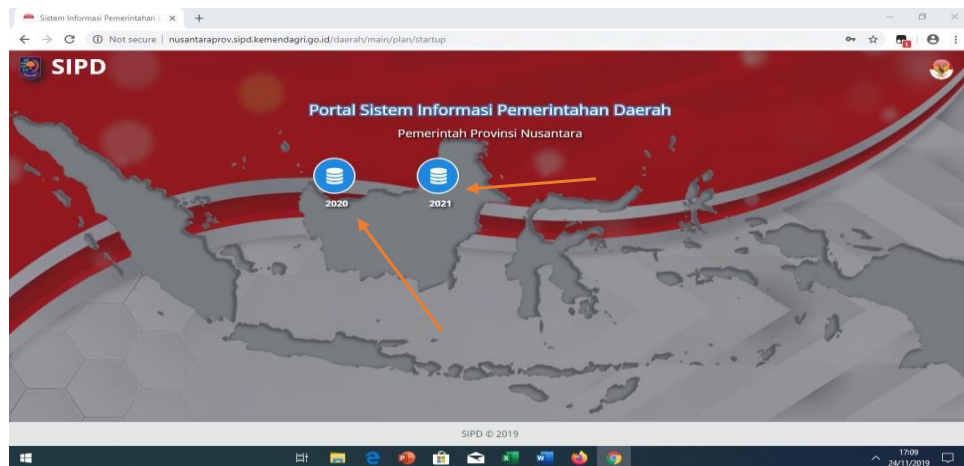 Sistem Informasi Pemerintahan D
Not secure | nusantaraprov.sipd.kemendagri.go.id/daerah/main/plan/startup
SIPD
Portal Sistem Informasi Pemerintahan Daerah
Pemerintah Provinsi Nusantara
2020
2021
SIPD © 2019
17:09
24/11/2019